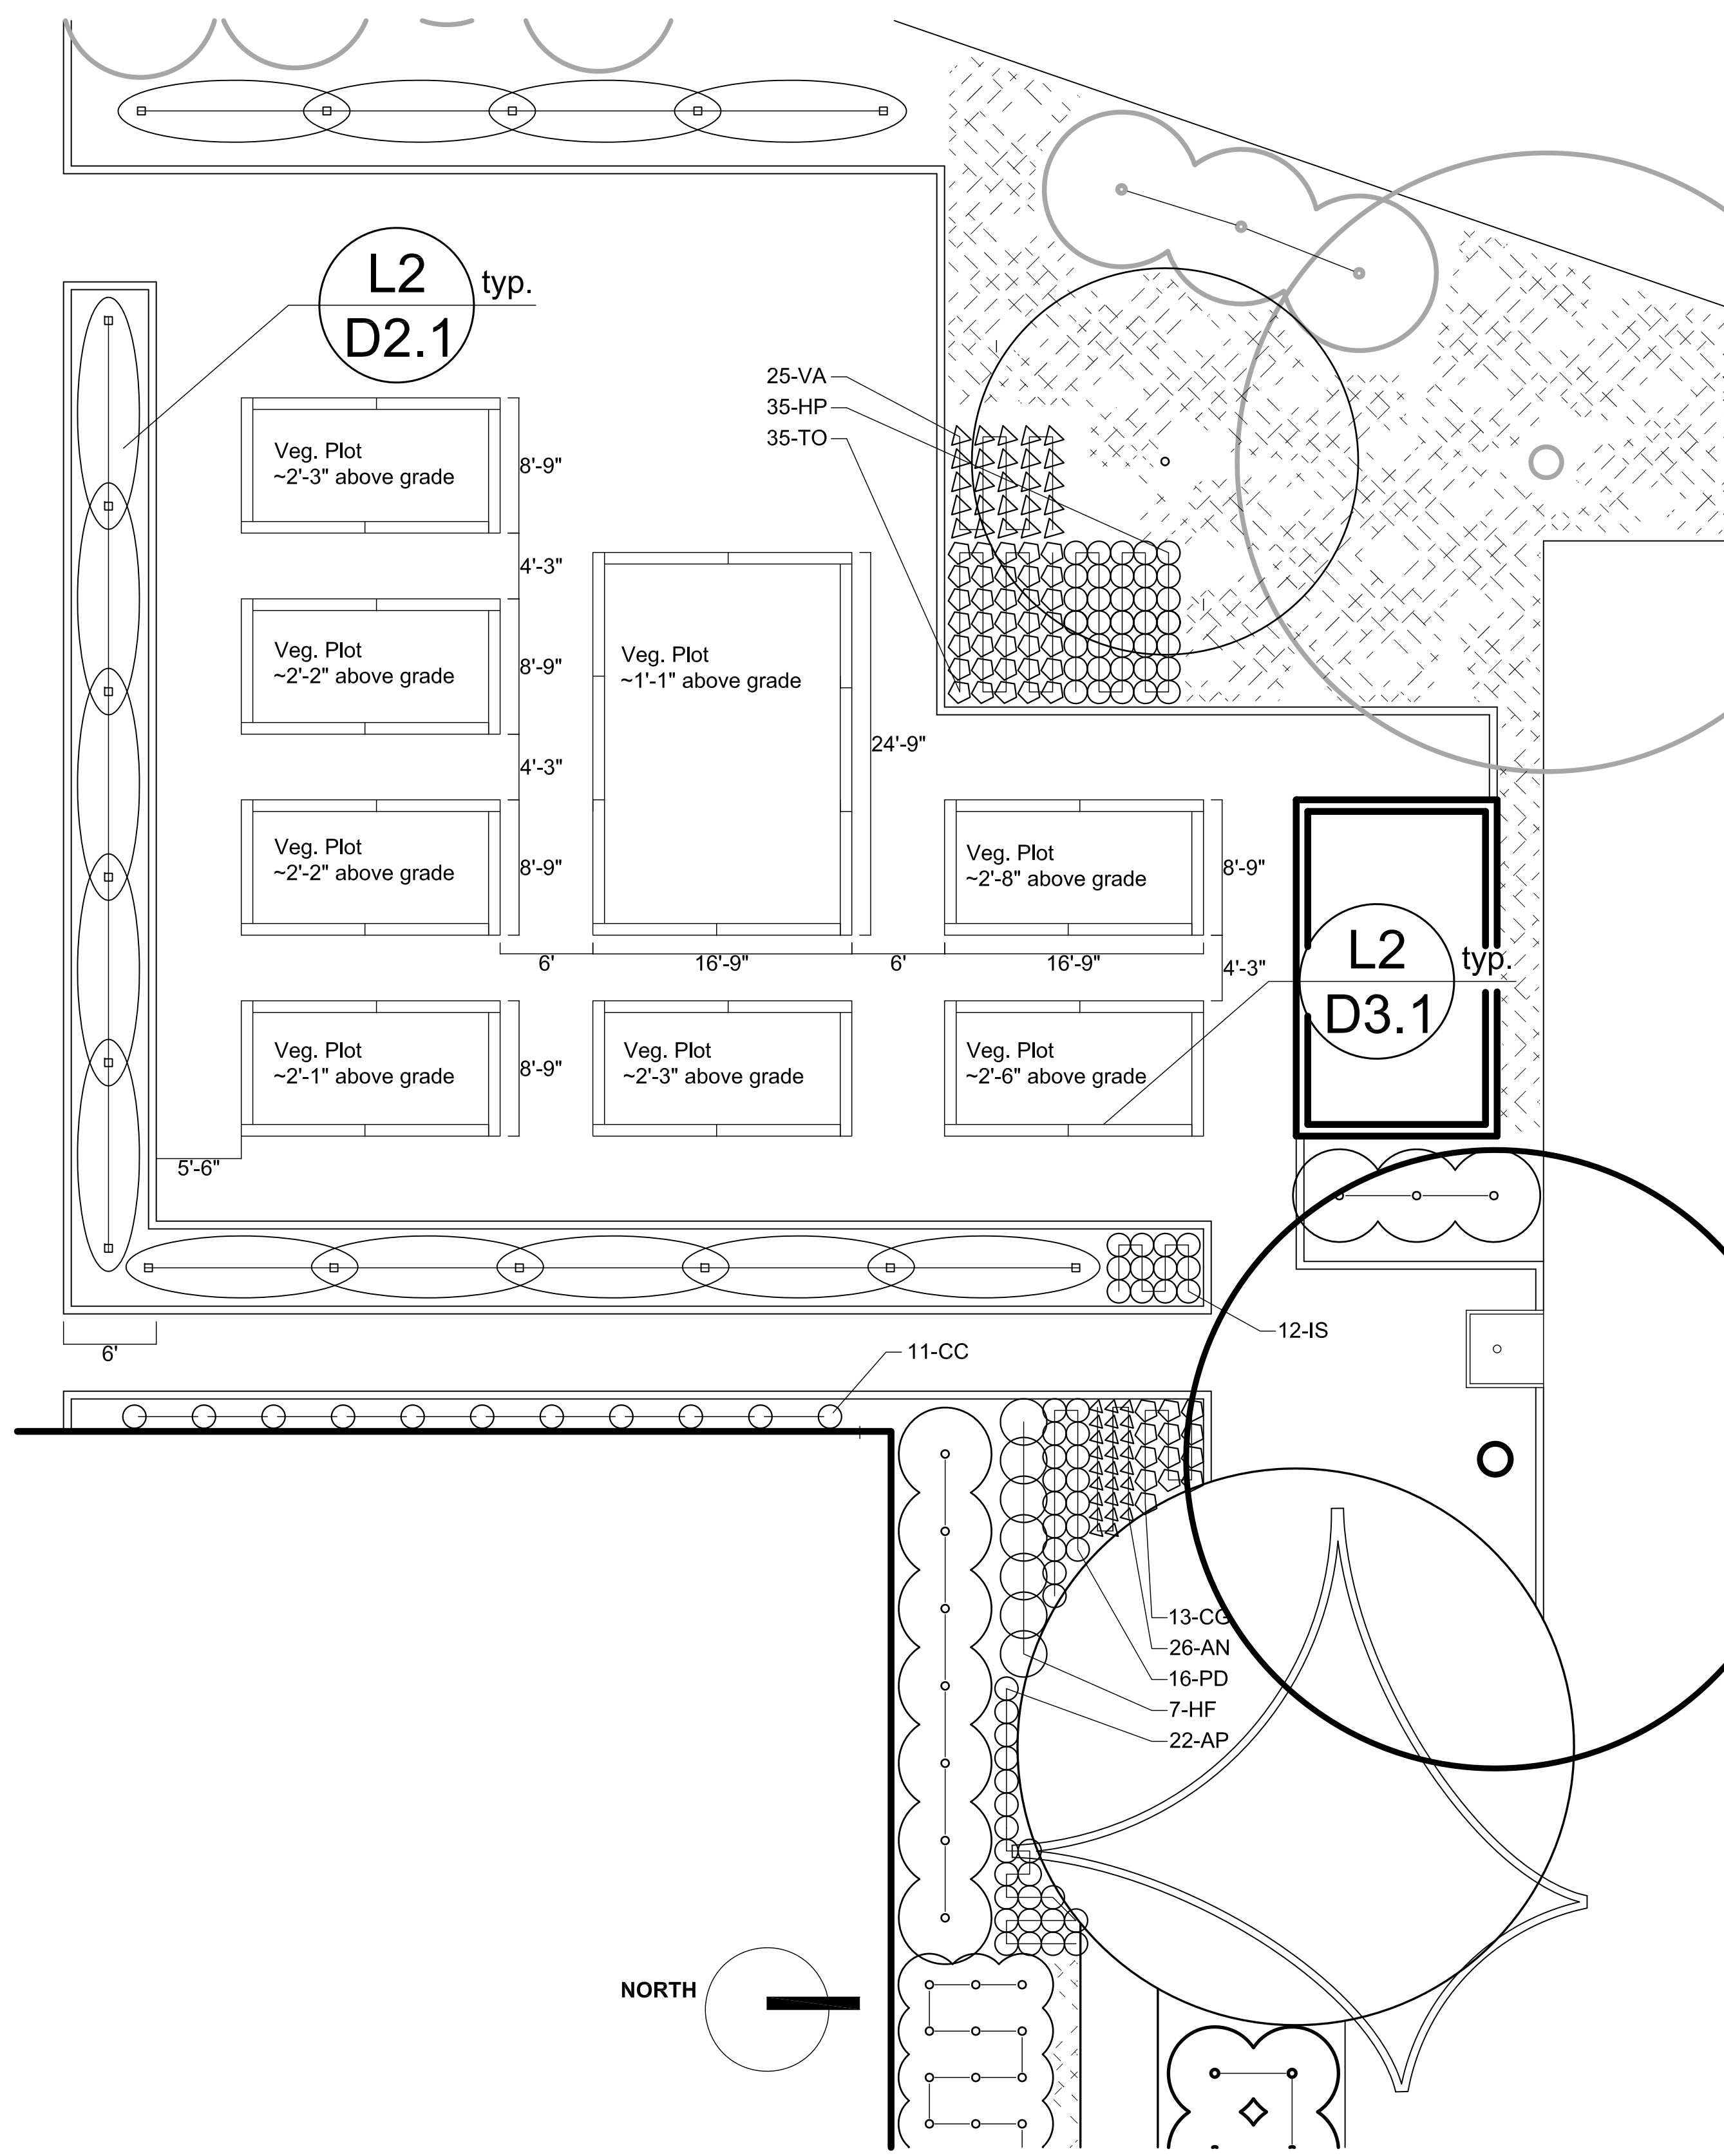 L2
typ.
D2.1
25-VA
35-HP
35-TO
Veg. Plot
~2'-3" above grade
8'-9"
4'-3"
Veg. Plot
~2'-2" above grade
8'-9"
Veg. Plot
~1'-1" above grade
24'-9"
4'-3"
Veg. Plot
~2'-2" above grade
8'-9"
Veg. Plot
~2'-8" above grade
8'-9"
6'
16'-9"
6'
16'-9"
4'-3"
L2
typ.
D3.1
Veg. Plot
~2'-1" above grade
8'-9"
Veg. Plot
~2'-3" above grade
Veg. Plot
~2'-6" above grade
5'-6"
12-IS
6'
11-CC
13-CG
26-AN
16-PD
7-HF
22-AP
NORTH